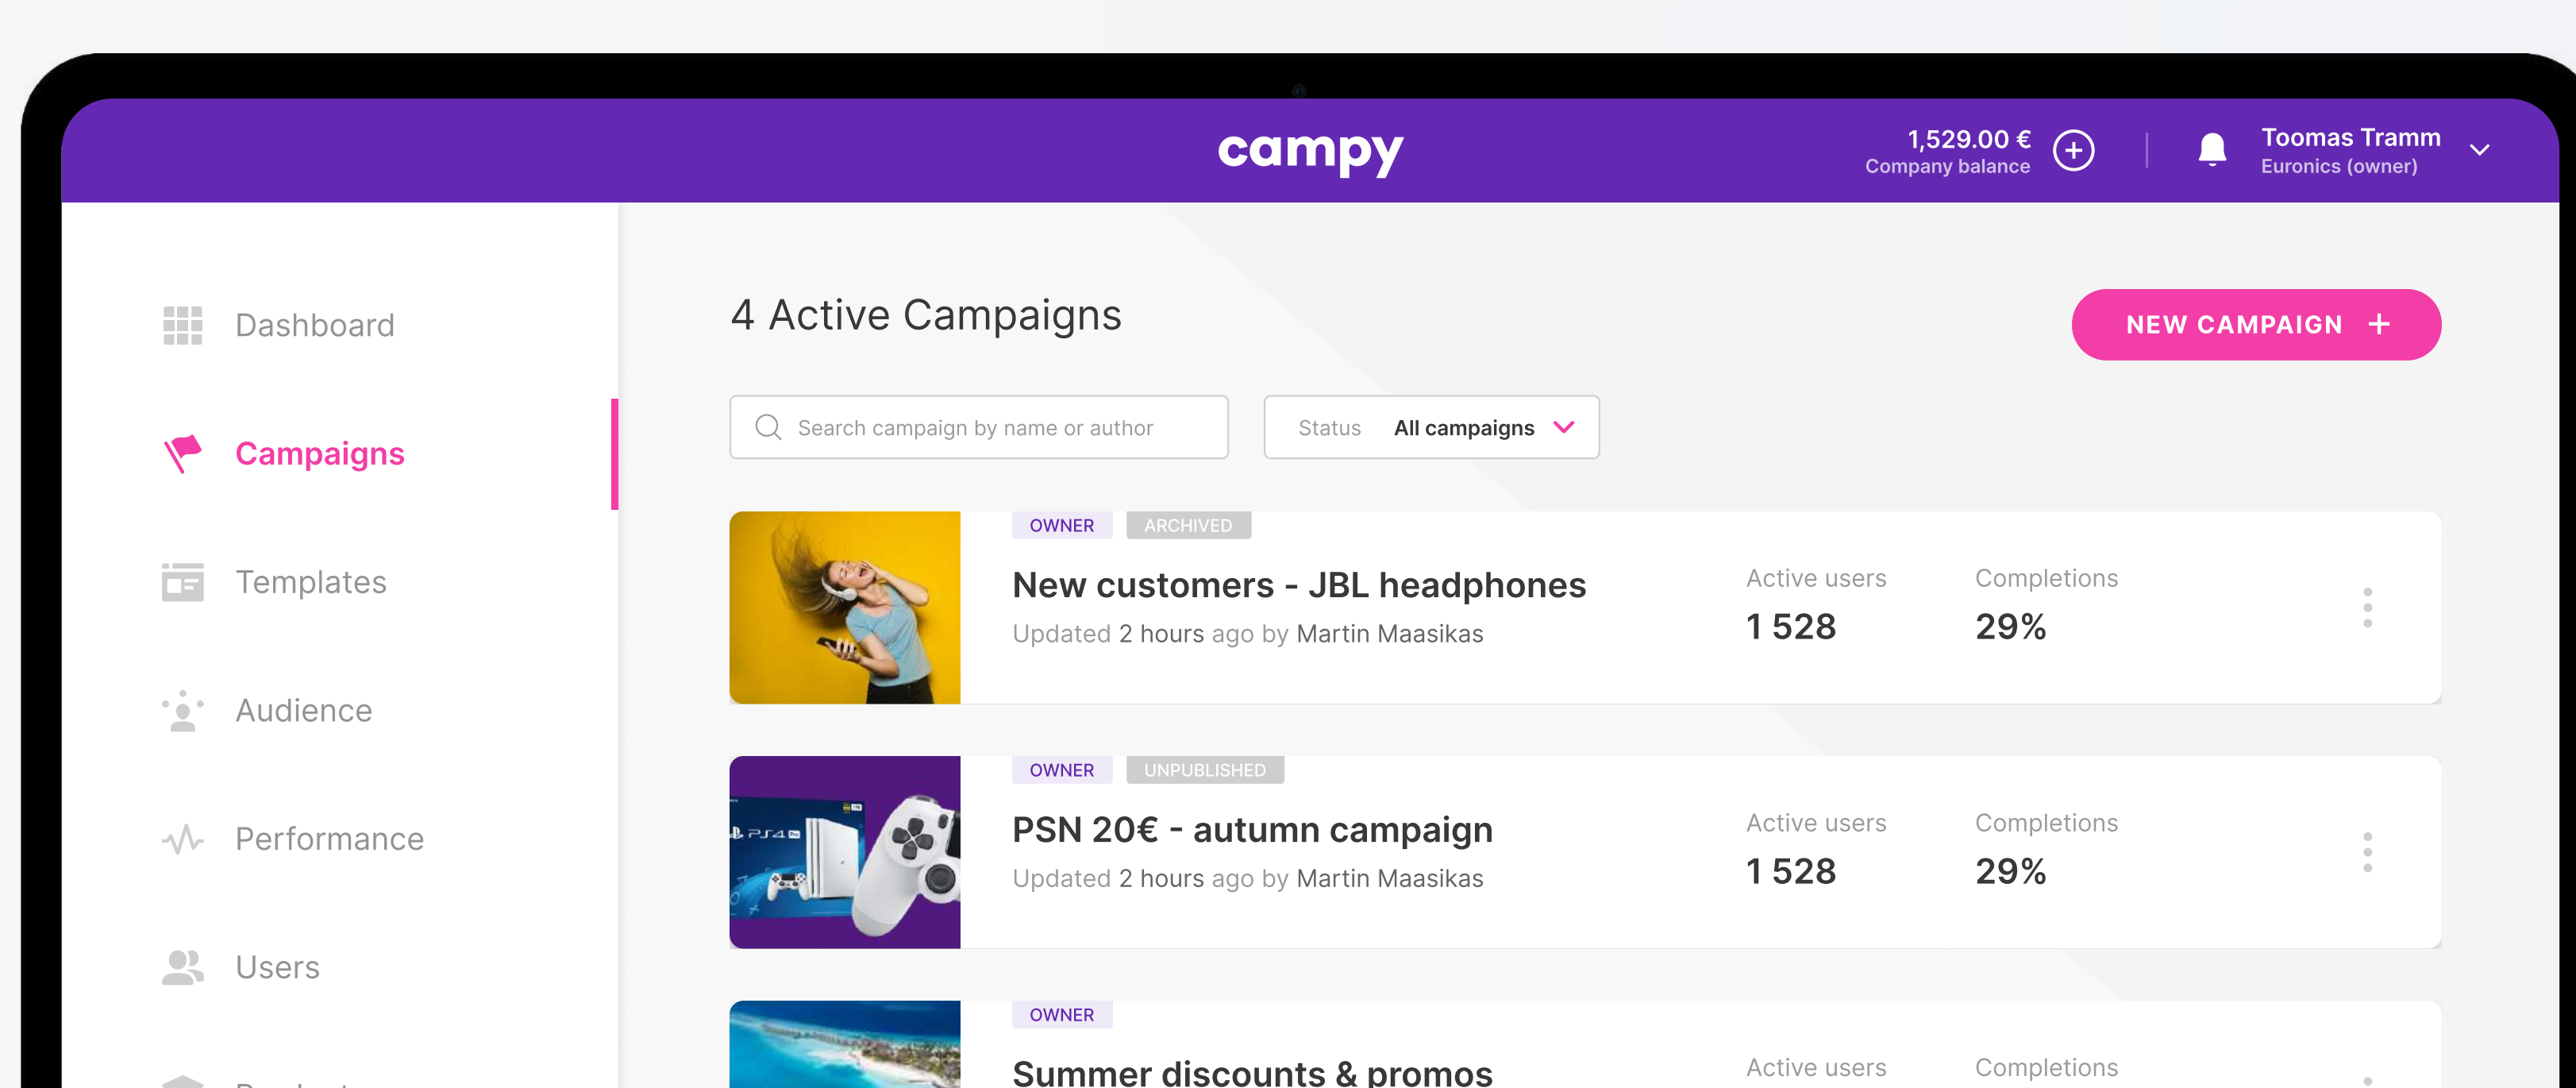 campy
1,529.00 €
Company balance
Toomas Tramm
Euronics (owner)
Dashboard
Campaigns
Templates
Audience
Performance
Users
4 Active Campaigns
NEW CAMPAIGN +
Search campaign by name or author
Status All campaigns
OWNER ARCHIVED
New customers - JBL headphones
Updated 2 hours ago by Martin Maasikas
Active users
1 528
Completions
29%
PS4 PRO
OWNER UNPUBLISHED
PSN 20€ - autumn campaign
Updated 2 hours ago by Martin Maasikas
Active users
1 528
Completions
29%
OWNER
Summer discounts & promos
Active users
Completions